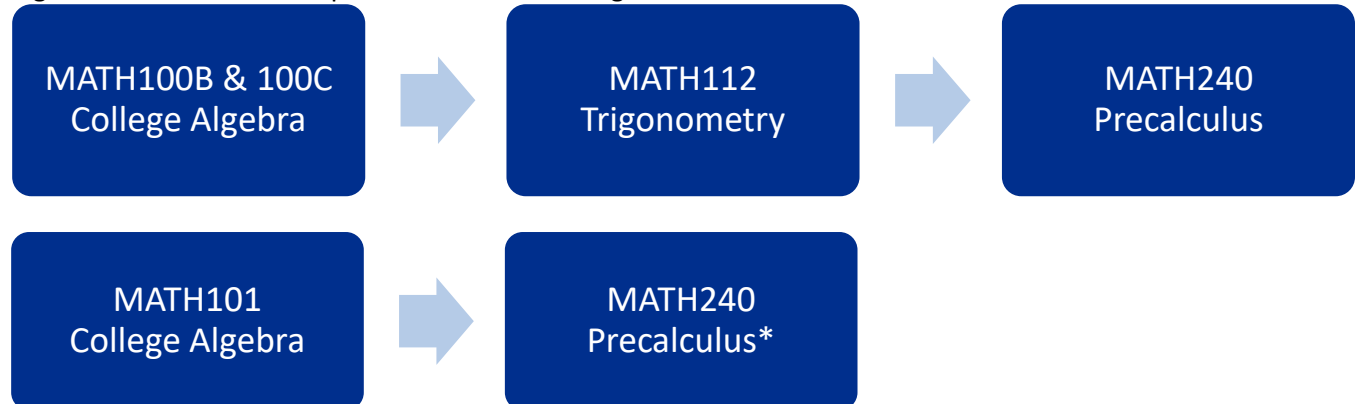 MATH100B & 100C
College Algebra
MATH112
Trigonometry
MATH240
Precalculus
MATH101
College Algebra
MATH240
Precalculus*